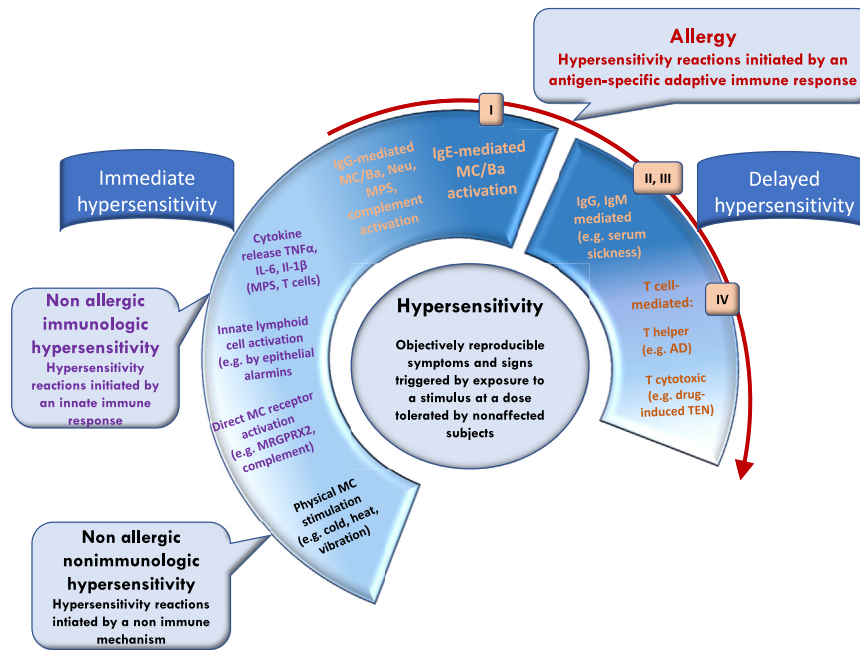 Allergy
Hypersensitivity reactions initiated by an
antigen-specific adaptive immune response
I
II, III
IV
Immediate
hypersensitivity
Delayed
hypersensitivity
IgG-mediated
MC/Ba, Neu,
MPS,
complement
activation
IgE-mediated
MC/Ba
activation
IgG, IgM
mediated
(e.g. serum
sickness)
Cytokine
release TNFα,
IL-6, Il-1β
(MPS, T cells)
T cell-
mediated:
T helper
(e.g. AD)
T cytotoxic
(e.g. drug-
induced TEN)
Non allergic
immunologic
hypersensitivity
Hypersensitivity
reactions initiated by
an innate immune
response
Innate lymphoid
cell activation
(e.g. by epithelial
alarmins
Direct MC receptor
activation
(e.g. MRGPRX2,
complement)
Physical MC
stimulation
(e.g. cold, heat,
vibration)
Hypersensitivity
Objectively reproducible
symptoms and signs
triggered by exposure to
a stimulus at a dose
tolerated by nonaffected
subjects
Non allergic
nonimmunologic
hypersensitivity
Hypersensitivity reactions
intiated by a non immune
mechanism